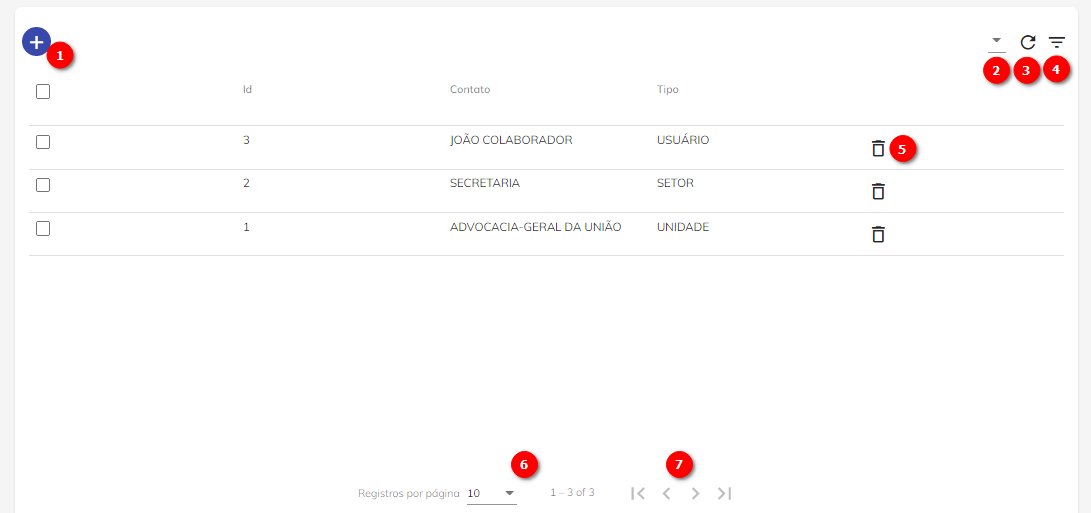 1
2 3 4
Id Contato Tipo
3 JOÃO COLABORADOR USUÁRIO 5
2 SECRETARIA SETOR
1 ADVOCACIA-GERAL DA UNIÃO UNIDADE
6 7
Registros por página 10 1 – 3 of 3